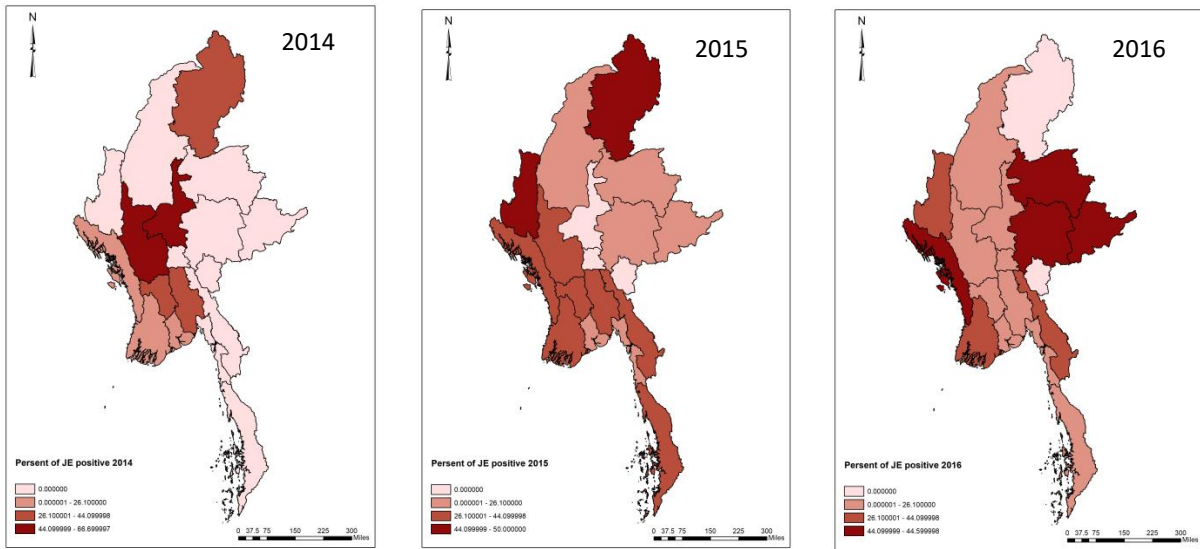 N
2014
Persent of JE positive 2014
0.000000
0.000001 - 26.100000
26.100001 - 44.099998
44.099999 - 66.699997
0 37.5 75 150 225 300
Miles
N
2015
Persent of JE positive 2015
0.000000
0.000001 - 26.100000
26.100001 - 44.099998
44.099999 - 50.000000
0 37.5 75 150 225 300
Miles
N
2016
Persent of JE positive 2016
0.000000
0.000001 - 26.100000
26.100001 - 44.099998
44.099999 - 44.599998
0 37.5 75 150 225 300
Miles